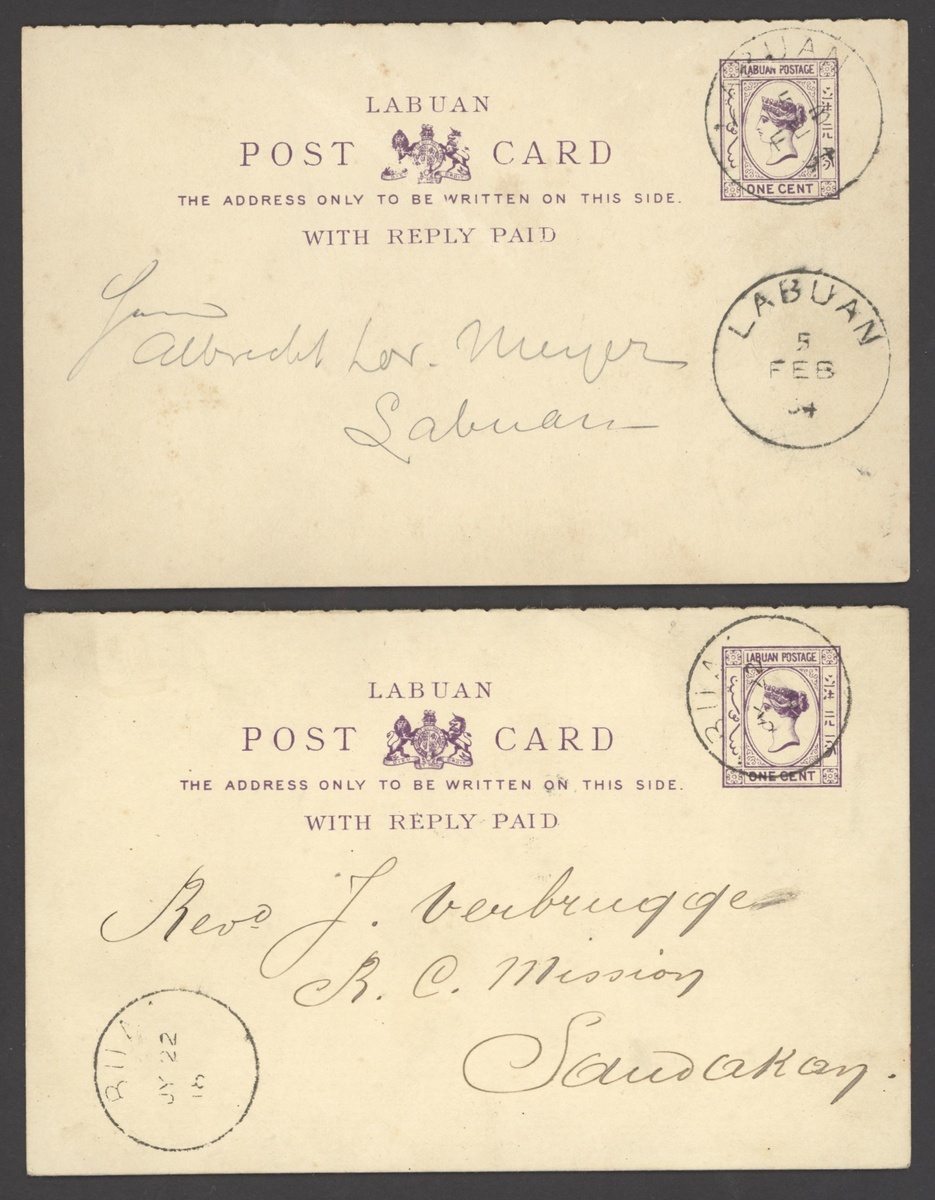 LABUAN
POST CARD
THE ADDRESS ONLY TO BE WRITTEN ON THIS SIDE.
WITH REPLY PAID
LABUAN POSTAGE
ONE CENT
LABUAN
5
FEB
Albrecht Lor. Meyer
Labuan
LABUAN
POST CARD
THE ADDRESS ONLY TO BE WRITTEN ON THIS SIDE.
WITH REPLY PAID
LABUAN POSTAGE
ONE CENT
Revd J. Verbrugge
R. C. Mission
Sandakan.
JY 22